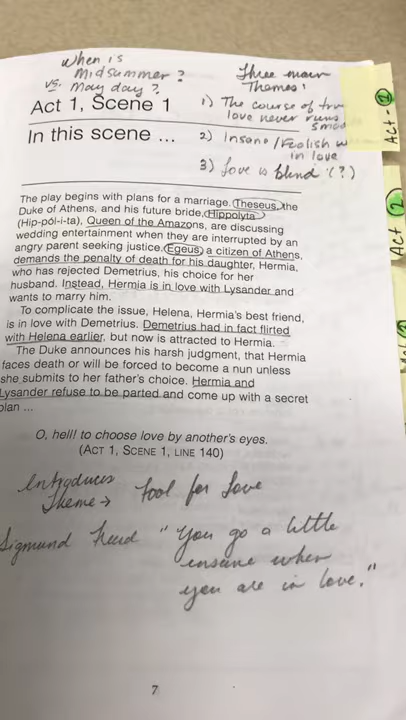 When is
Midsummer?
vs. May day?
Three main
Themes:
Act 1, Scene 1
1) The course of tru
love never runs
smoo
In this scene ...
2) Insane/Foolish w
in love
3) Love is blind (?)
Act - 1
Act 2
The play begins with plans for a marriage. Theseus, the
Duke of Athens, and his future bride, Hippolyta
(Hip-pól-i-ta), Queen of the Amazons, are discussing
wedding entertainment when they are interrupted by an
angry parent seeking justice. Egeus, a citizen of Athens,
demands the penalty of death for his daughter, Hermia,
who has rejected Demetrius, his choice for her
husband. Instead, Hermia is in love with Lysander and
wants to marry him.
To complicate the issue, Helena, Hermia's best friend,
is in love with Demetrius. Demetrius had in fact flirted
with Helena earlier, but now is attracted to Hermia.
The Duke announces his harsh judgment, that Hermia
faces death or will be forced to become a nun unless
she submits to her father's choice. Hermia and
Lysander refuse to be parted and come up with a secret
plan ...
O, hell! to choose love by another's eyes.
(ACT 1, SCENE 1, LINE 140)
Introduces
Theme → Fool for Love
Sigmund Freud "You go a little
insane when
you are in love."
7